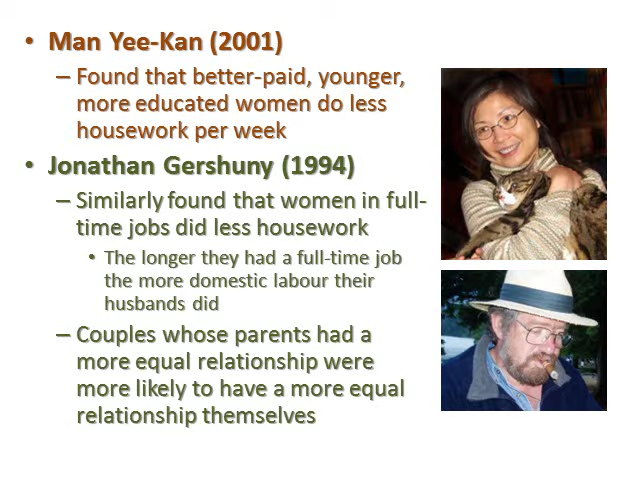 • Man Yee-Kan (2001)
– Found that better-paid, younger,
more educated women do less
housework per week
• Jonathan Gershuny (1994)
– Similarly found that women in full-
time jobs did less housework
• The longer they had a full-time job
the more domestic labour their
husbands did
– Couples whose parents had a
more equal relationship were
more likely to have a more equal
relationship themselves